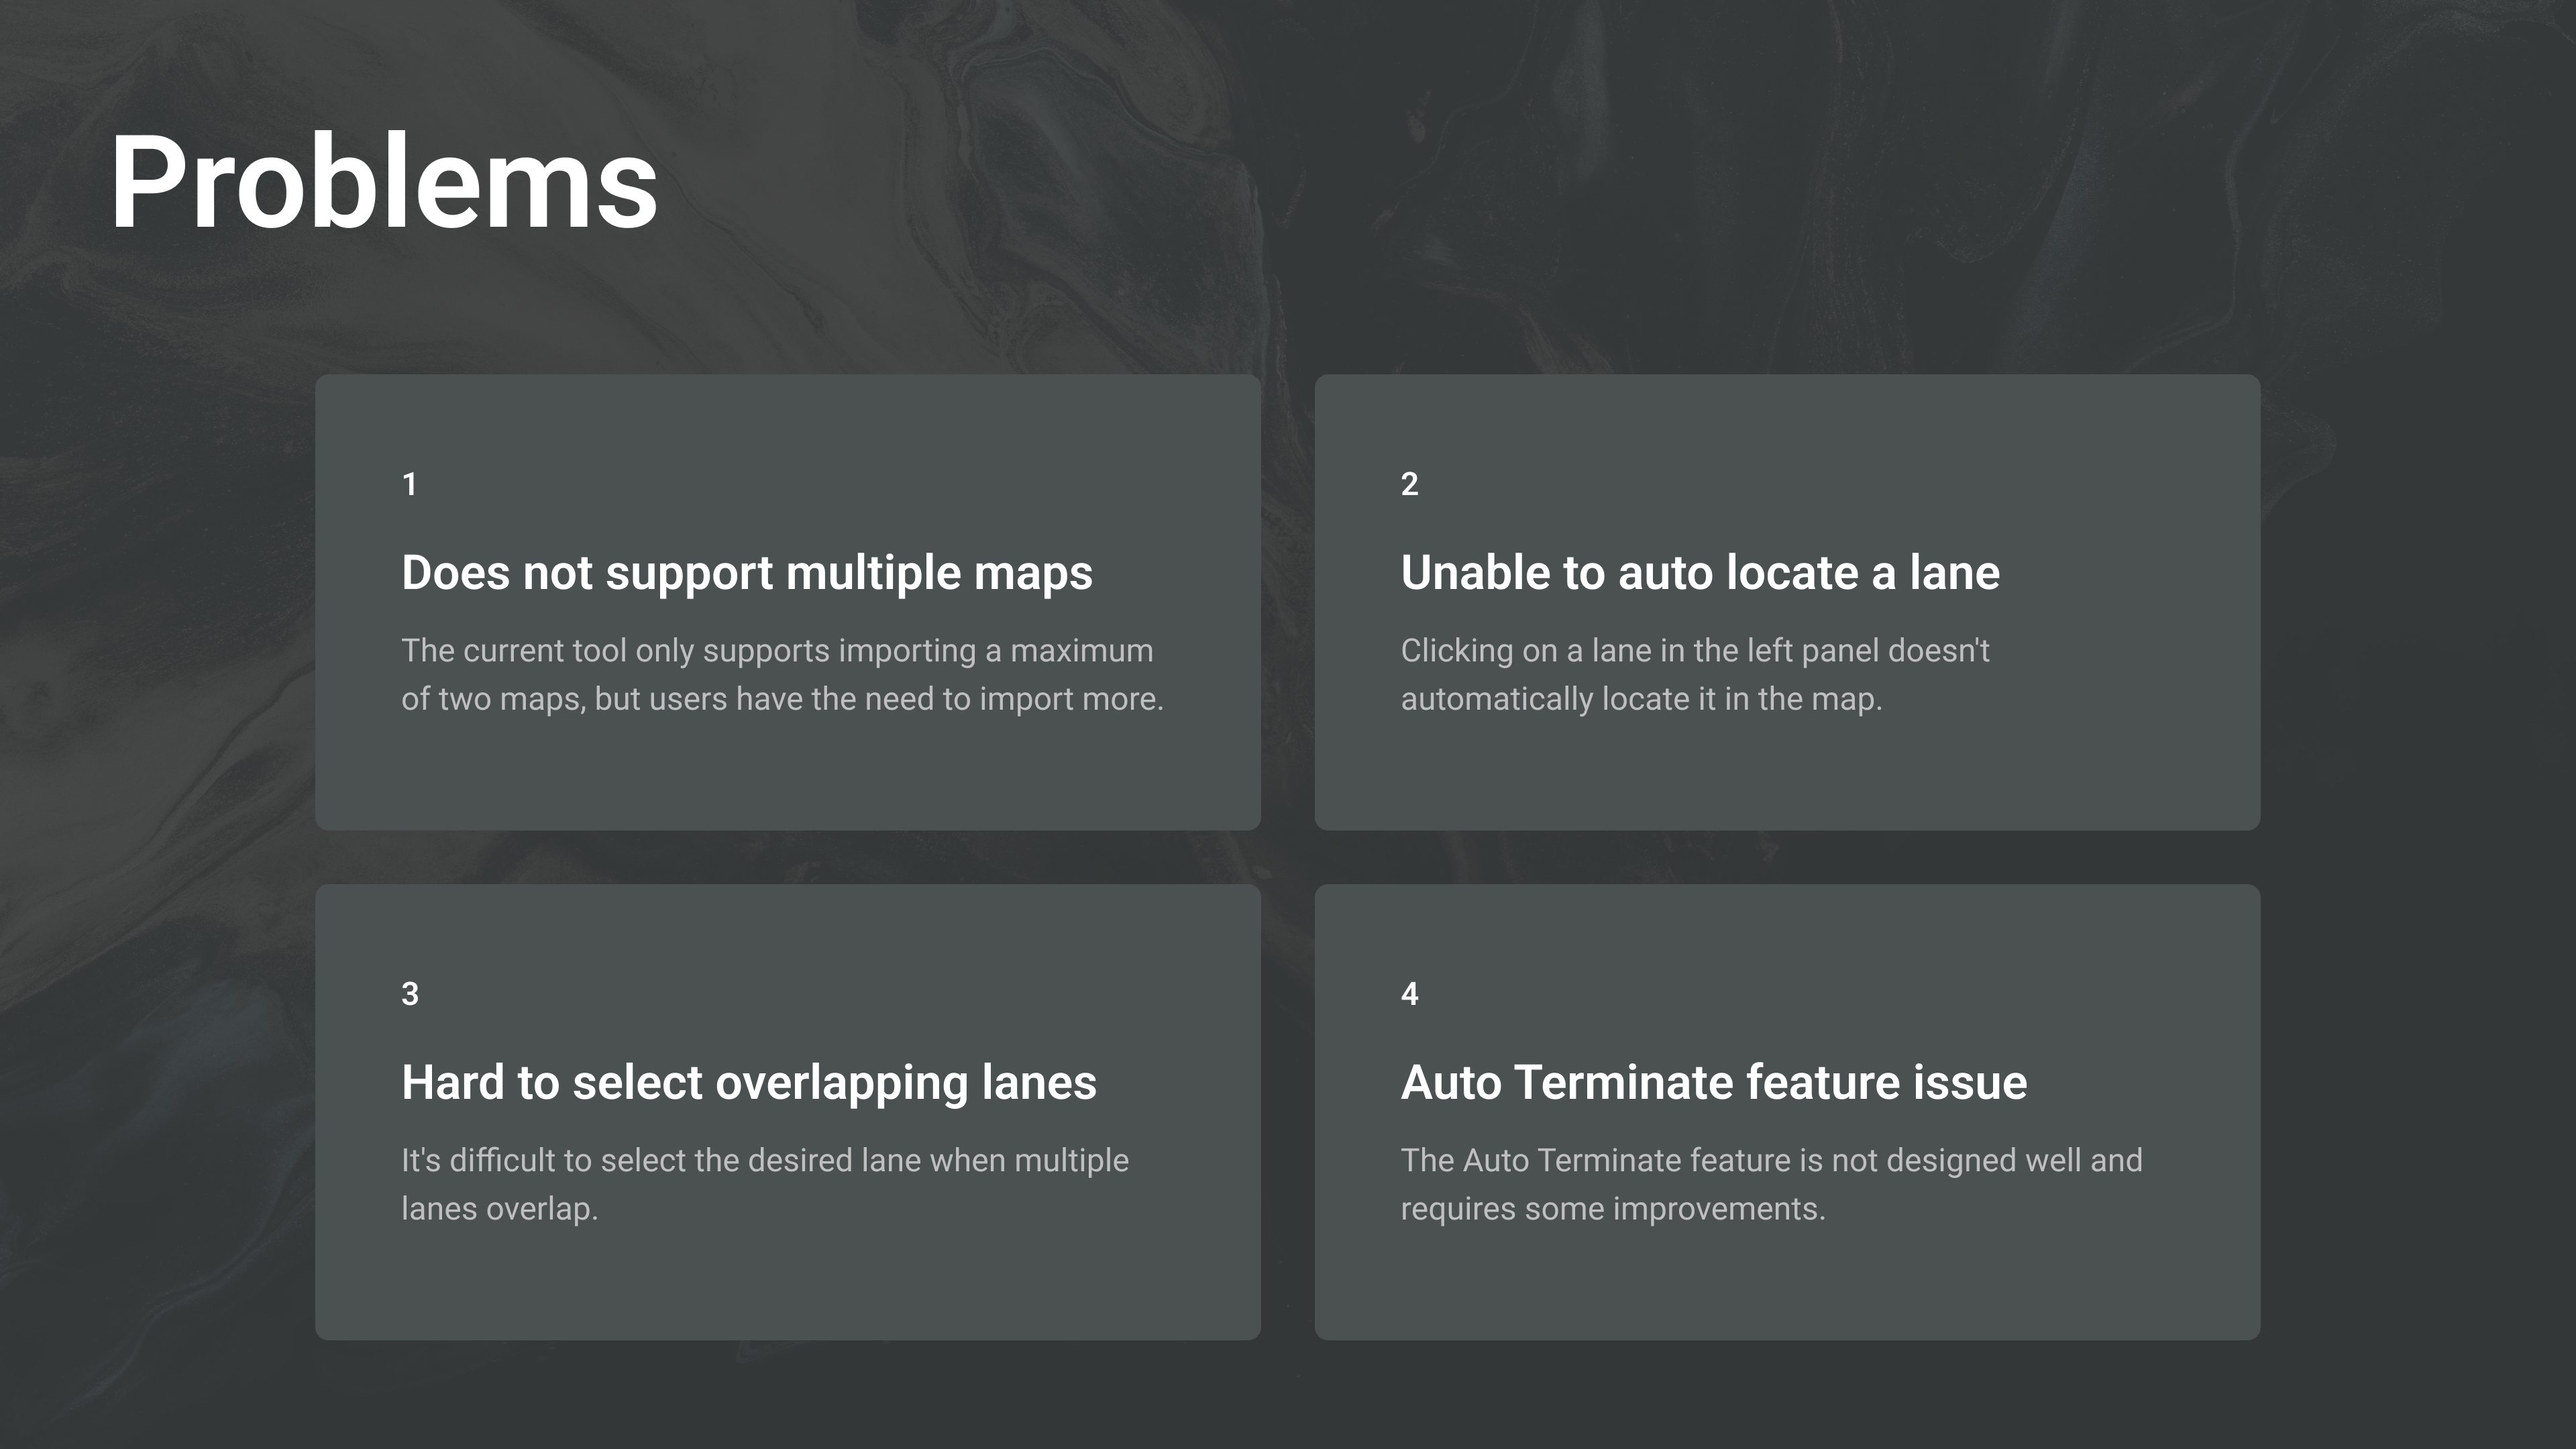 Problems
1
Does not support multiple maps
The current tool only supports importing a maximum
of two maps, but users have the need to import more.
2
Unable to auto locate a lane
Clicking on a lane in the left panel doesn't
automatically locate it in the map.
3
Hard to select overlapping lanes
It's difficult to select the desired lane when multiple
lanes overlap.
4
Auto Terminate feature issue
The Auto Terminate feature is not designed well and
requires some improvements.